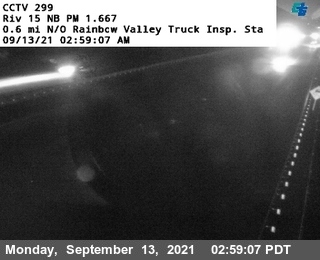 CCTV 299
Riv 15 NB PM 1.667
0.6 mi N/O Rainbow Valley Truck Insp. Sta
09/13/21 02:59:07 AM
Monday, September 13, 2021 02:59:07 PDT